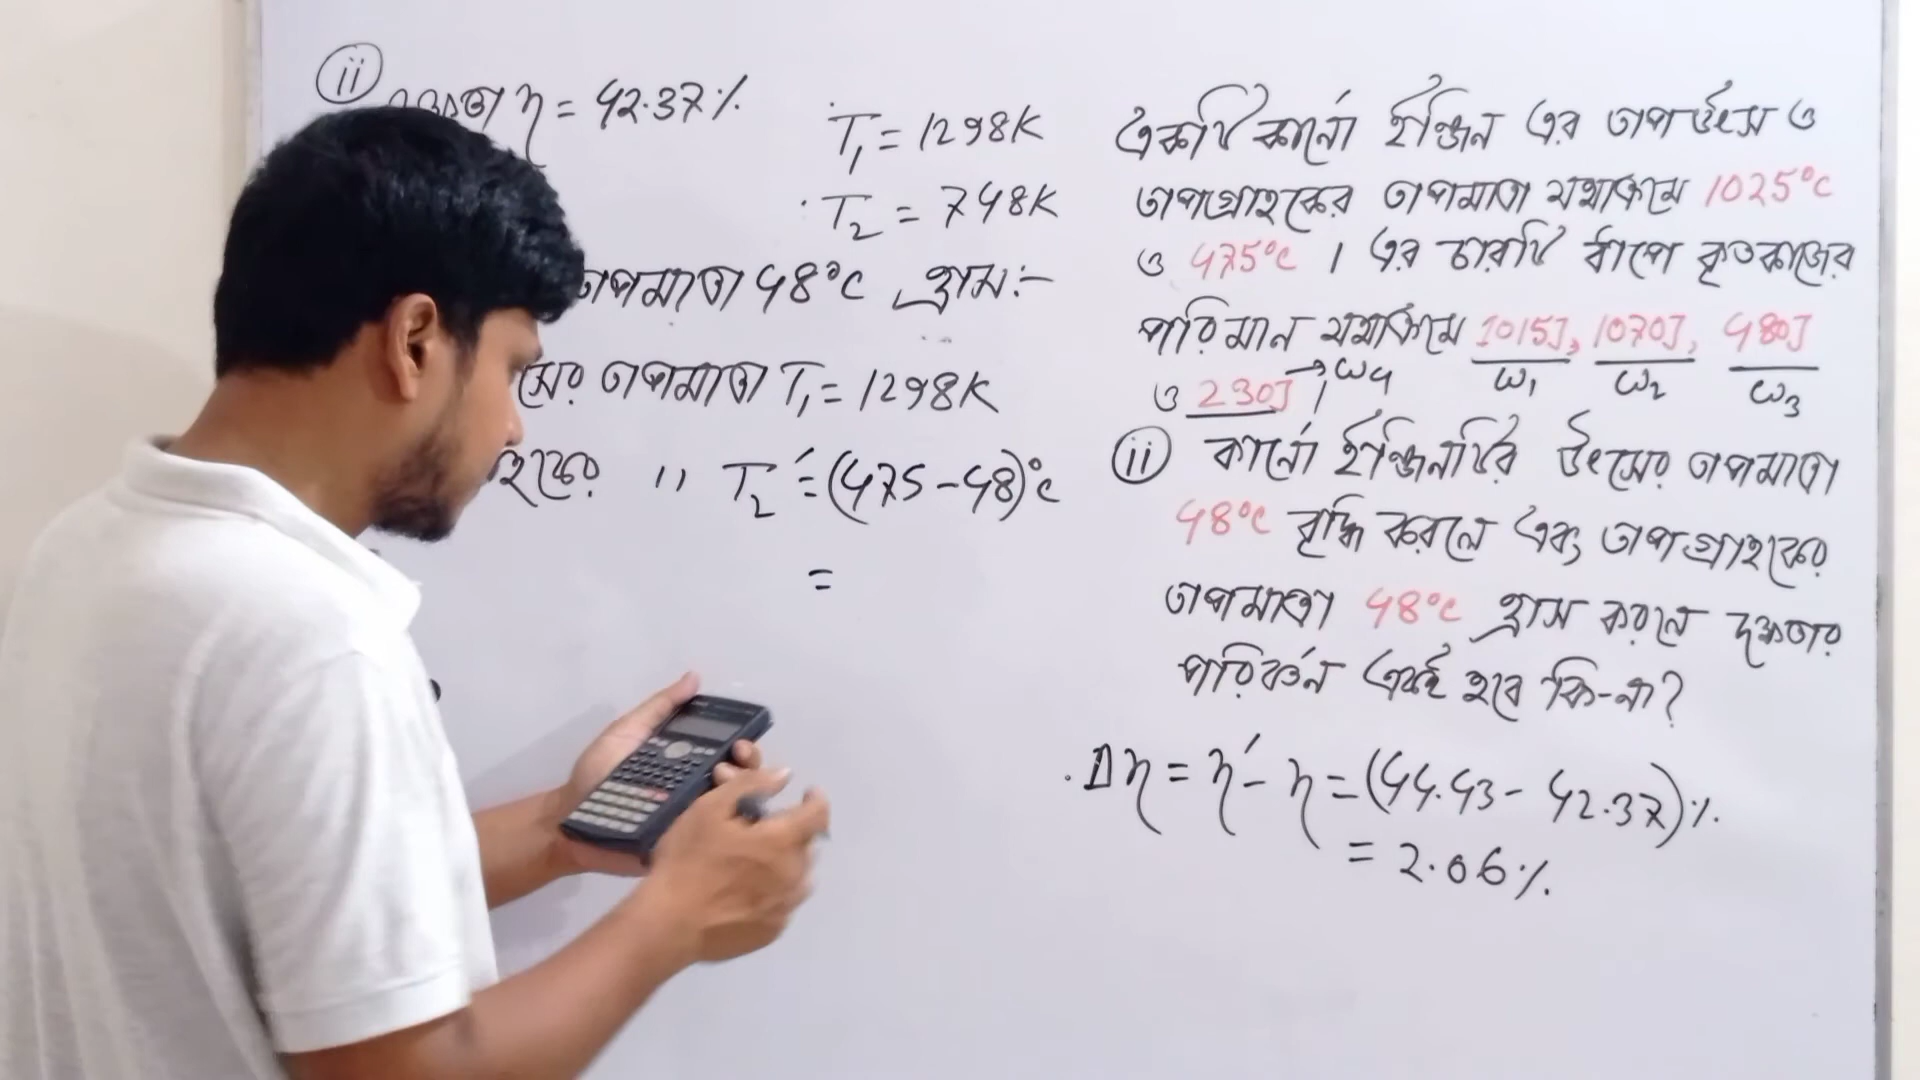 ii
η = 42.37%
T₁ = 1298K
T₂ = 748K
তাপমাত্রা 48°C হ্রাস:-
তাপমাত্রা T₁ = 1298K
" T₂′ = (475-48)°C
=
একটি কার্নো ইঞ্জিন এর তাপ উৎস ও
তাপগ্রাহকের তাপমাত্রা যথাক্রমে 1025°C
ও 475°C । এর চারটি ধাপে কৃতকাজের
পরিমান যথাক্রমে 1015J, 1070J, 480J
ও 230J । → ω₄ ω₁ ω₂ ω₃
ii কার্নো ইঞ্জিনটির উৎসের তাপমাত্রা
48°C বৃদ্ধি করলে এবং তাপগ্রাহকের
তাপমাত্রা 48°C হ্রাস করলে দক্ষতার
পরিবর্তন একই হবে কি-না?
Δη = η′ - η = (44.43 - 42.37)%
= 2.06%